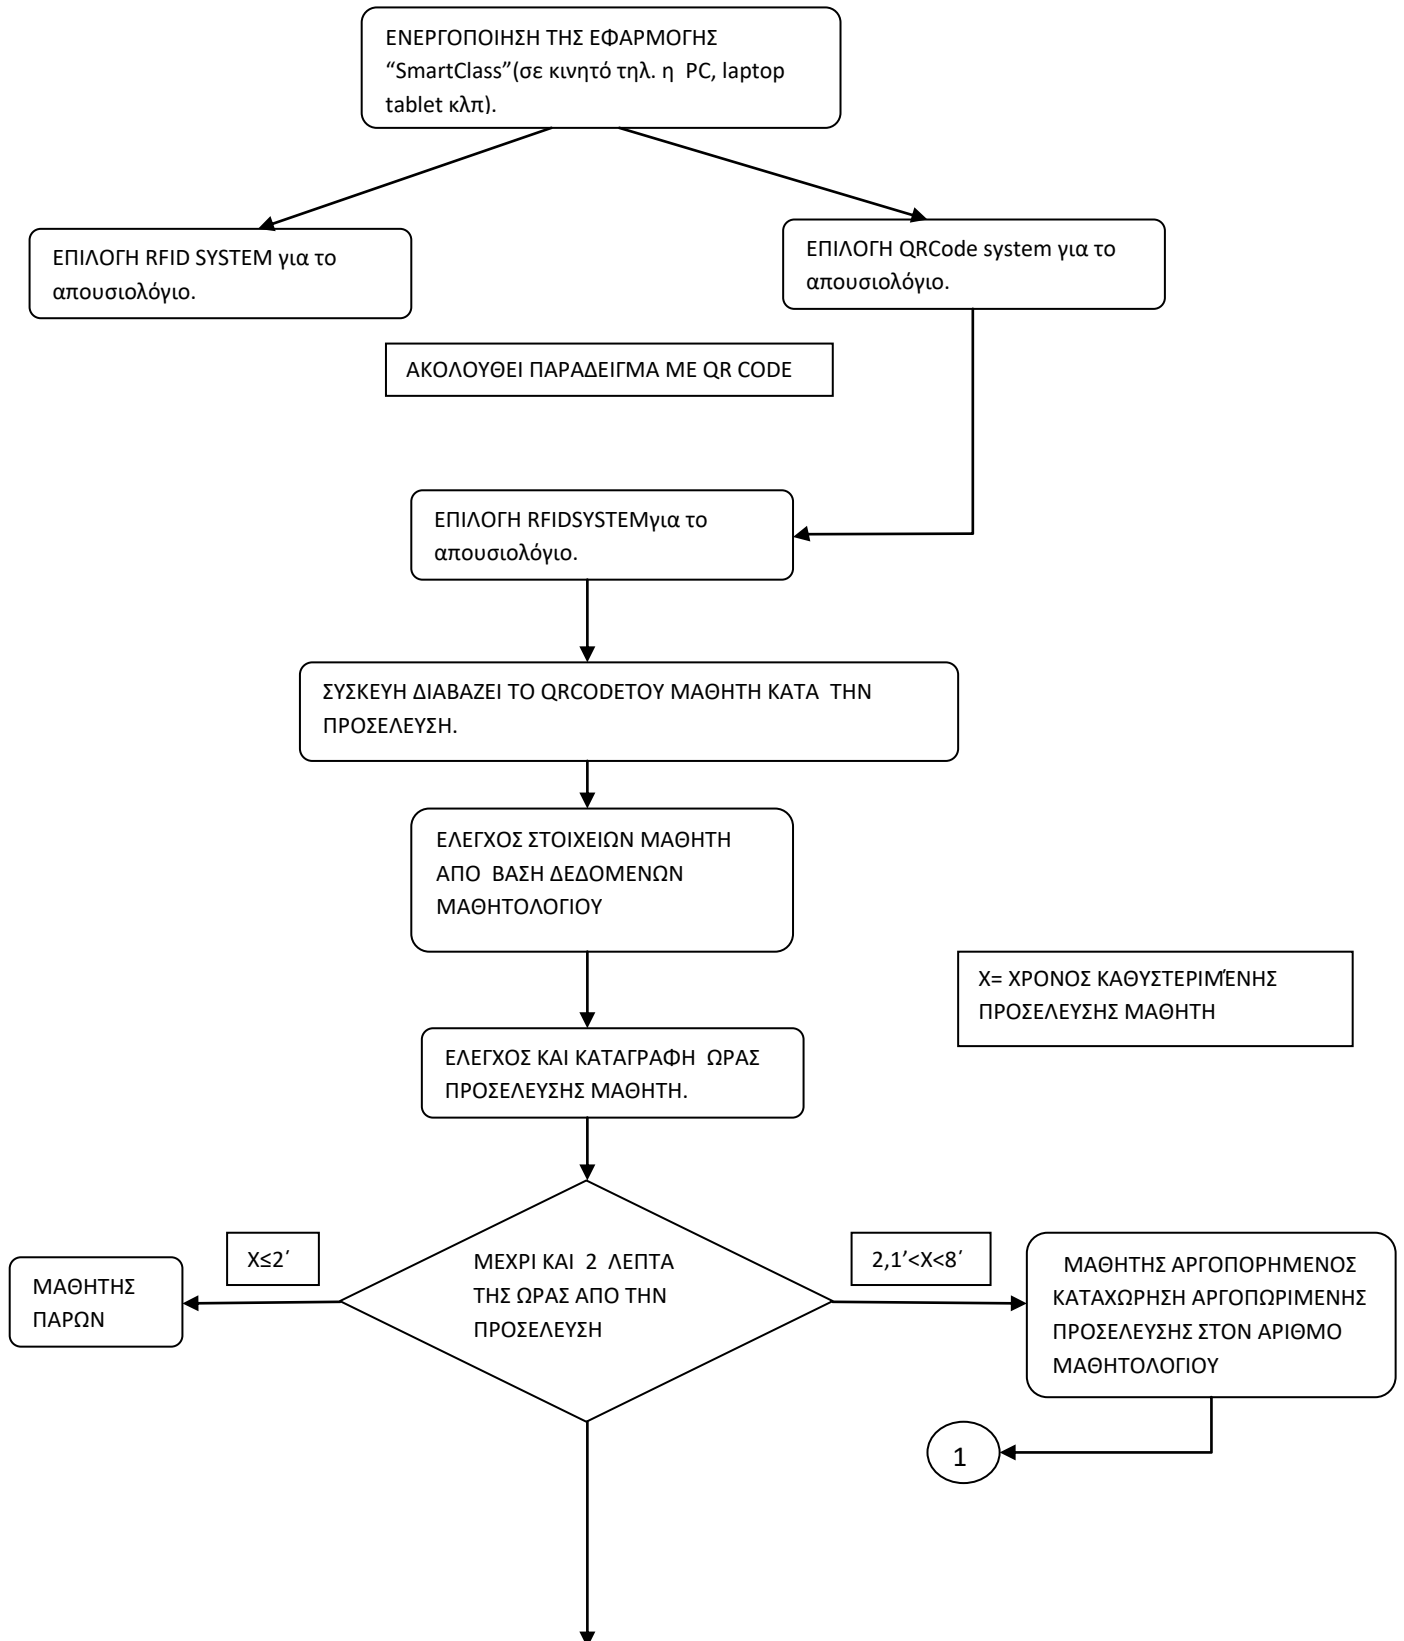 ΕΝΕΡΓΟΠΟΙΗΣΗ ΤΗΣ ΕΦΑΡΜΟΓΗΣ
“SmartClass”(σε κινητό τηλ. η PC, laptop
tablet κλπ).
ΕΠΙΛΟΓΗ RFID SYSTEM για το
απουσιολόγιο.
ΕΠΙΛΟΓΗ QRCode system για το
απουσιολόγιο.
ΑΚΟΛΟΥΘΕΙ ΠΑΡΑΔΕΙΓΜΑ ΜΕ QR CODE
ΕΠΙΛΟΓΗ RFIDSYSTEMγια το
απουσιολόγιο.
ΣΥΣΚΕΥΗ ΔΙΑΒΑΖΕΙ ΤΟ QRCODEΤΟΥ ΜΑΘΗΤΗ ΚΑΤΑ ΤΗΝ
ΠΡΟΣΕΛΕΥΣΗ.
ΕΛΕΓΧΟΣ ΣΤΟΙΧΕΙΩΝ ΜΑΘΗΤΗ
ΑΠΟ ΒΑΣΗ ΔΕΔΟΜΕΝΩΝ
ΜΑΘΗΤΟΛΟΓΙΟΥ
Χ= ΧΡΟΝΟΣ ΚΑΘΥΣΤΕΡΙΜΈΝΗΣ
ΠΡΟΣΕΛΕΥΣΗΣ ΜΑΘΗΤΗ
ΕΛΕΓΧΟΣ ΚΑΙ ΚΑΤΑΓΡΑΦΗ ΩΡΑΣ
ΠΡΟΣΕΛΕΥΣΗΣ ΜΑΘΗΤΗ.
Χ≤2΄
2,1’<Χ<8΄
ΜΑΘΗΤΗΣ
ΠΑΡΩΝ
ΜΕΧΡΙ ΚΑΙ 2 ΛΕΠΤΑ
ΤΗΣ ΩΡΑΣ ΑΠΟ ΤΗΝ
ΠΡΟΣΕΛΕΥΣΗ
ΜΑΘΗΤΗΣ ΑΡΓΟΠΟΡΗΜΕΝΟΣ
ΚΑΤΑΧΩΡΗΣΗ ΑΡΓΟΠΩΡΙΜΕΝΗΣ
ΠΡΟΣΕΛΕΥΣΗΣ ΣΤΟΝ ΑΡΙΘΜΟ
ΜΑΘΗΤΟΛΟΓΙΟΥ
1